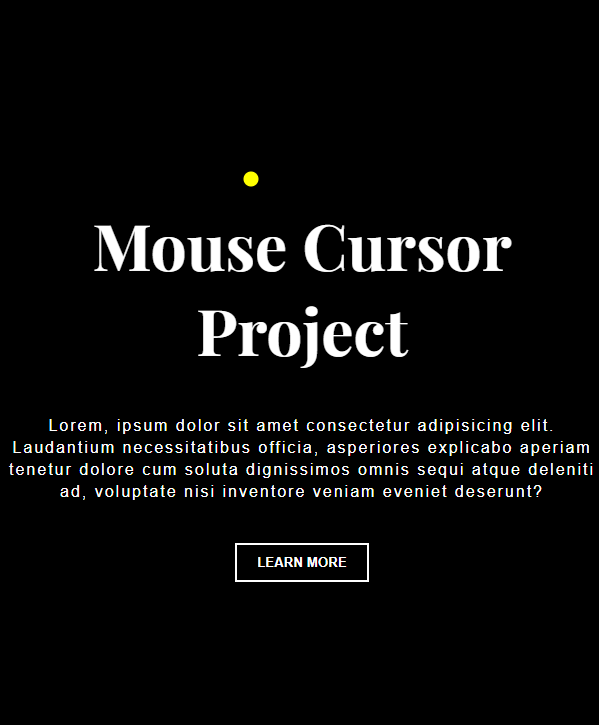 Mouse Cursor
Project
Lorem, ipsum dolor sit amet consectetur adipisicing elit.
Laudantium necessitatibus officia, asperiores explicabo aperiam
tenetur dolore cum soluta dignissimos omnis sequi atque deleniti
ad, voluptate nisi inventore veniam eveniet deserunt?
LEARN MORE